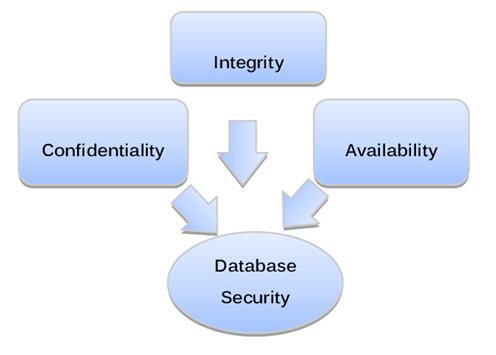 Integrity
Confidentiality
Availability
Database
Security